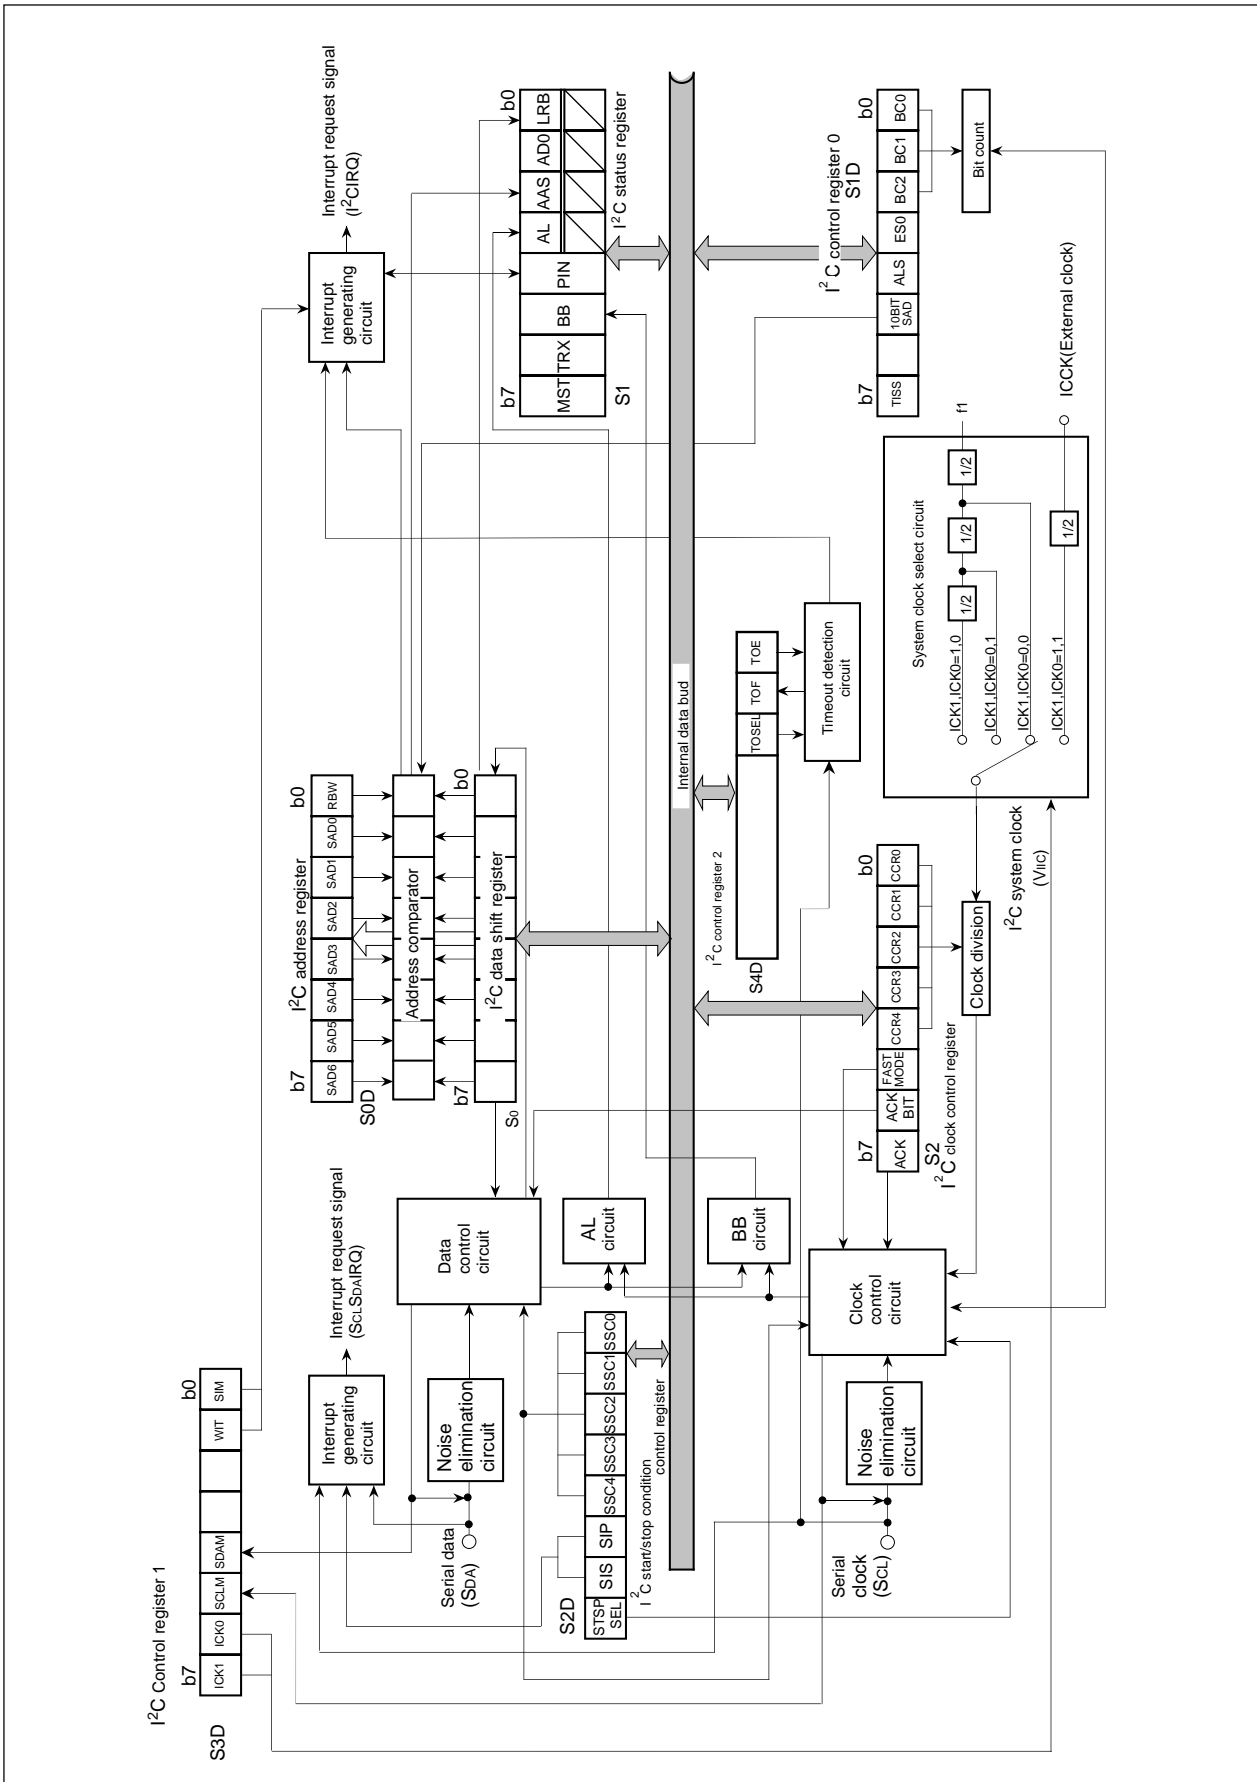 I²C Control register 1
b7
b0
ICK1
ICK0
SCLM
SDAM
WIT
SIM
S3D
Interrupt
generating
circuit
Interrupt request signal
(SCLSDAIRQ)
Interrupt
generating
circuit
Interrupt request signal
(I²CIRQ)
I²C address register
b7
b0
SAD6
SAD5
SAD4
SAD3
SAD2
SAD1
SAD0
RBW
S0D
Address comparator
b7
b0
I²C data shift register
S0
Serial data
(SDA)
Noise
elimination
circuit
Data
control
circuit
AL
circuit
BB
circuit
b7
b0
MST
TRX
BB
PIN
AL
AAS
AD0
LRB
S1
I²C status register
S2D
STSP
SEL
SIS
SIP
SSC4
SSC3
SSC2
SSC1
SSC0
I²C start/stop condition
control register
Internal data bud
I²C control register 2
S4D
TOSEL
TOF
TOE
Timeout detection
circuit
I²C control register 0
S1D
b7
b0
TISS
10BIT
SAD
ALS
ES0
BC2
BC1
BC0
Bit count
Serial
clock
(SCL)
Noise
elimination
circuit
Clock
control
circuit
b7
b0
ACK
ACK
BIT
FAST
MODE
CCR4
CCR3
CCR2
CCR1
CCR0
S2
I²C clock control register
Clock division
I²C system clock
(VIIC)
System clock select circuit
ICK1,ICK0=1,0
ICK1,ICK0=0,1
ICK1,ICK0=0,0
ICK1,ICK0=1,1
1/2
1/2
1/2
1/2
f1
ICCK(External clock)